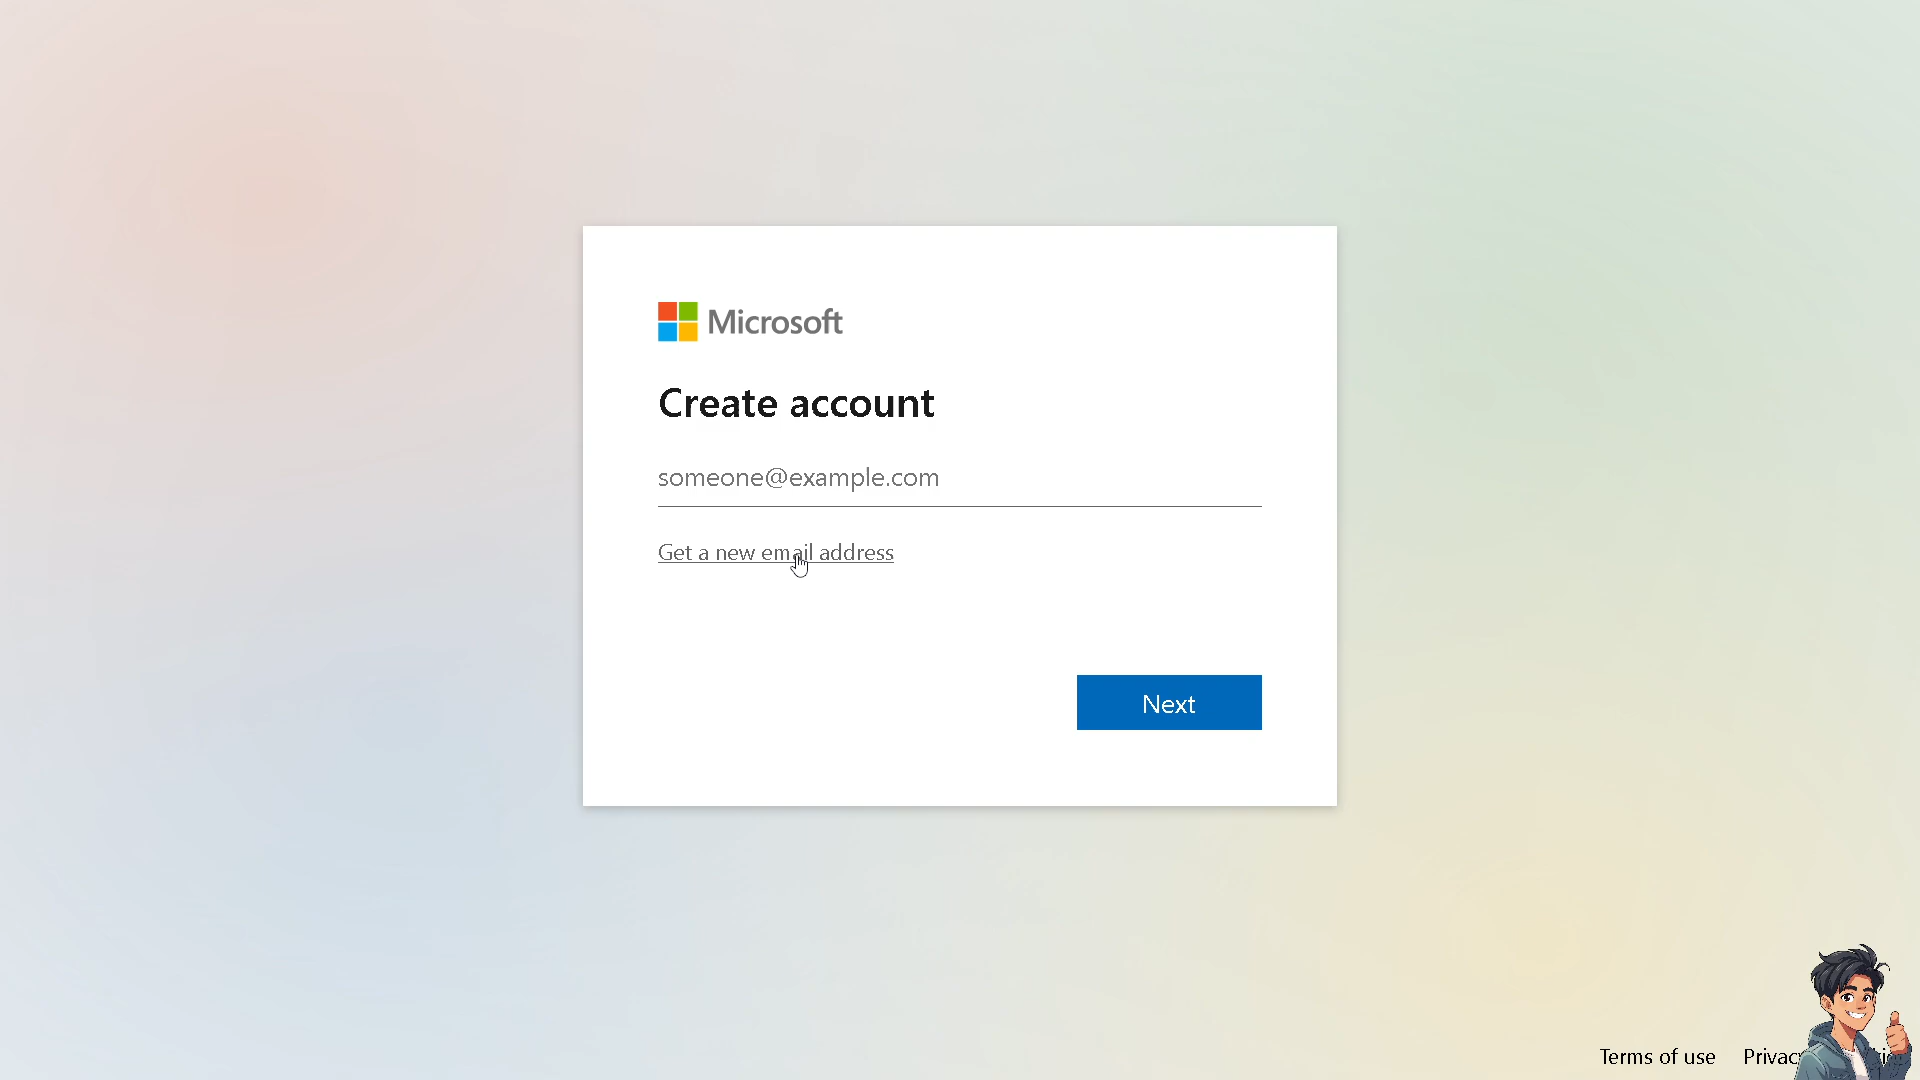 Microsoft
Create account
someone@example.com
Get a new email address
Next
Terms of use